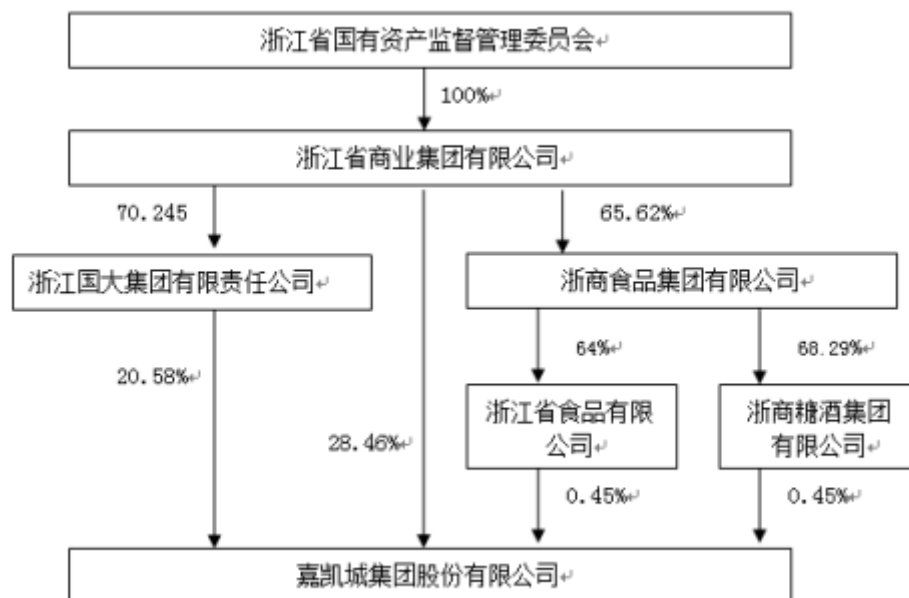 浙江省国有资产监督管理委员会↵
100%↵
浙江省商业集团有限公司↵
70.245
65.62%↵
浙江国大集团有限责任公司↵
浙商食品集团有限公司↵
64%↵
68.29%↵
20.58%↵
浙江省食品有限
公司↵
浙商糖酒集团
有限公司↵
28.46%↵
0.45%↵
0.45%↵
嘉凯城集团股份有限公司↵